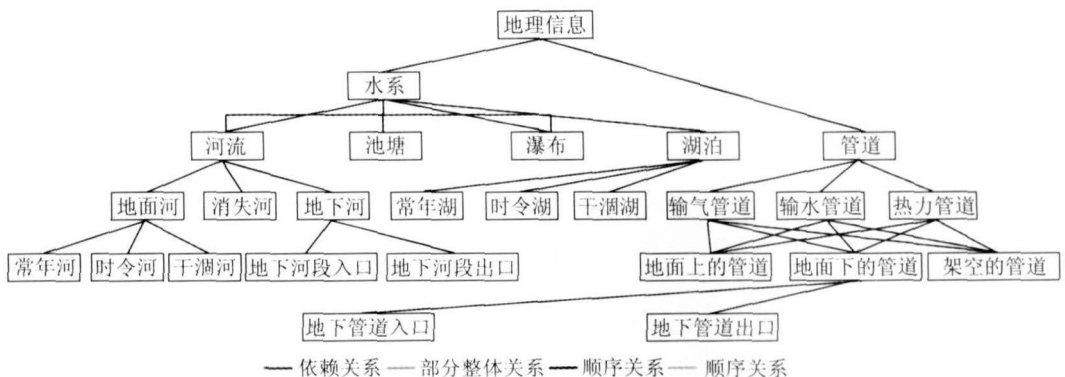 地理信息
水系
河流 池塘 瀑布 湖泊 管道
地面河 消失河 地下河 常年湖 时令湖 干涸湖 输气管道 输水管道 热力管道
常年河 时令河 干涸河 地下河段入口 地下河段出口 地面上的管道 地面下的管道 架空的管道
地下管道入口 地下管道出口
依赖关系 部分整体关系 顺序关系 顺序关系